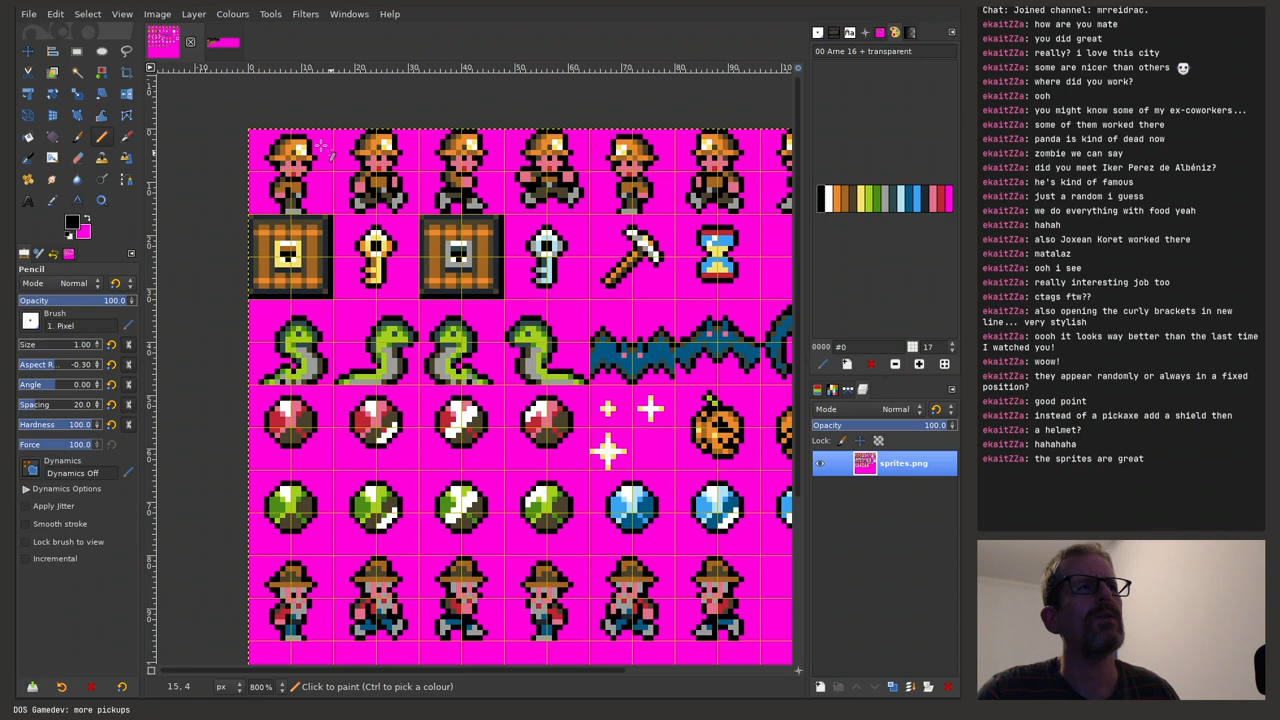 File Edit Select View Image Layer Colours Tools Filters Windows Help
Chat: Joined channel: mrreidrac.
ekaitZZa: how are you mate
ekaitZZa: you did great
ekaitZZa: really? i love this city
ekaitZZa: some are nicer than others
ekaitZZa: where did you work?
ekaitZZa: ooh
ekaitZZa: you might know some of my ex-coworkers...
ekaitZZa: some of them worked there
ekaitZZa: panda is kind of dead now
ekaitZZa: zombie we can say
ekaitZZa: did you meet Iker Perez de Albéniz?
ekaitZZa: he's kind of famous
ekaitZZa: just a random i guess
ekaitZZa: we do everything with food yeah
ekaitZZa: hahah
ekaitZZa: also Joxean Koret worked there
ekaitZZa: matalaz
ekaitZZa: ooh i see
ekaitZZa: really interesting job too
ekaitZZa: ctags ftw??
ekaitZZa: also opening the curly brackets in new
line... very stylish
ekaitZZa: oooh it looks way better than the last time
I watched you!
ekaitZZa: wow!
ekaitZZa: they appear randomly or always in a fixed
position?
ekaitZZa: good point
ekaitZZa: instead of a pickaxe add a shield then
ekaitZZa: a helmet?
ekaitZZa: hahahaha
ekaitZZa: the sprites are great
Pencil
Mode Normal
Opacity 100.0
Brush
1. Pixel
Size 1.00
Aspect R... -0.30
Angle 0.00
Spacing 20.0
Hardness 100.0
Force 100.0
Dynamics
Dynamics Off
Dynamics Options
Apply Jitter
Smooth stroke
Lock brush to view
Incremental
00 Ame 16 + transparent
0000 #0 17
Mode Normal
Opacity 100.0
Lock:
sprites.png
15, 4 px 800% Click to paint (Ctrl to pick a colour)
DOS Gamedev: more pickups